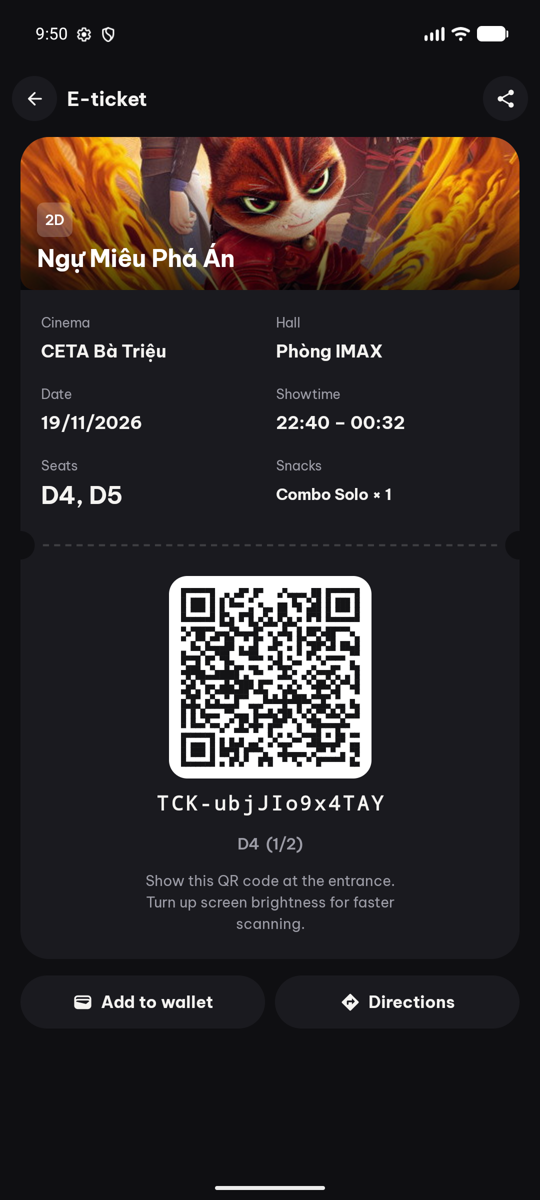 9:50
E-ticket
2D
Ngự Miêu Phá Án
Cinema
Hall
CETA Bà Triệu
Phòng IMAX
Date
Showtime
19/11/2026
22:40 – 00:32
Seats
Snacks
D4, D5
Combo Solo × 1
TCK-ubjJIo9x4TAY
D4 (1/2)
Show this QR code at the entrance.
Turn up screen brightness for faster
scanning.
Add to wallet
Directions